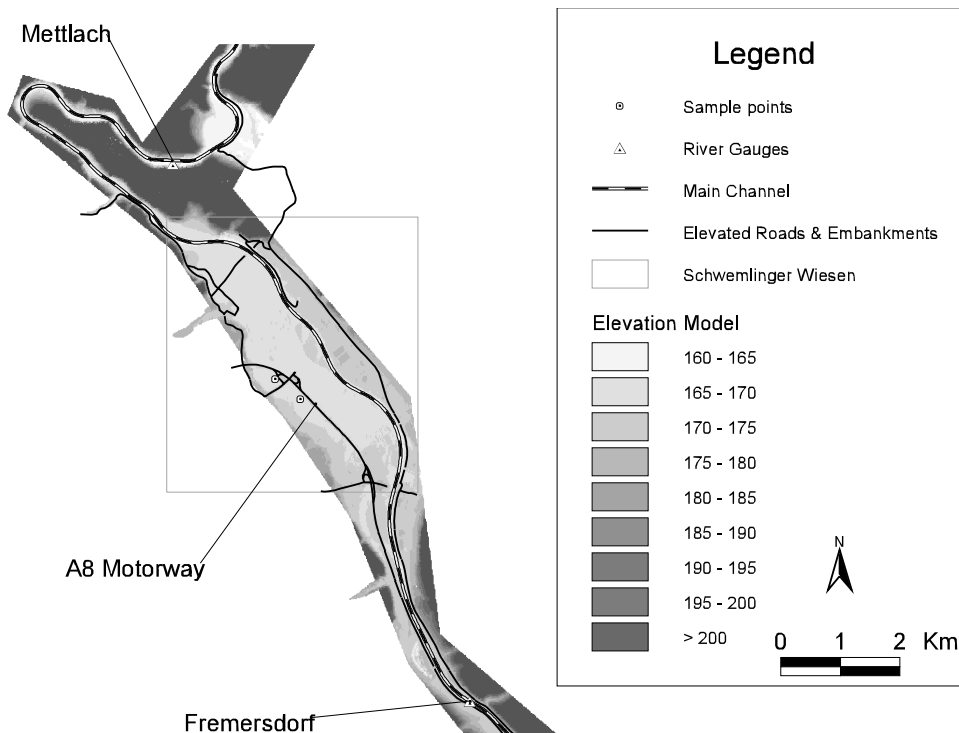 Mettlach
A8 Motorway
Fremersdorf
Legend
Sample points
River Gauges
Main Channel
Elevated Roads & Embankments
Schwemlinger Wiesen
Elevation Model
160 - 165
165 - 170
170 - 175
175 - 180
180 - 185
185 - 190
190 - 195
195 - 200
> 200
N
0 1 2 Km